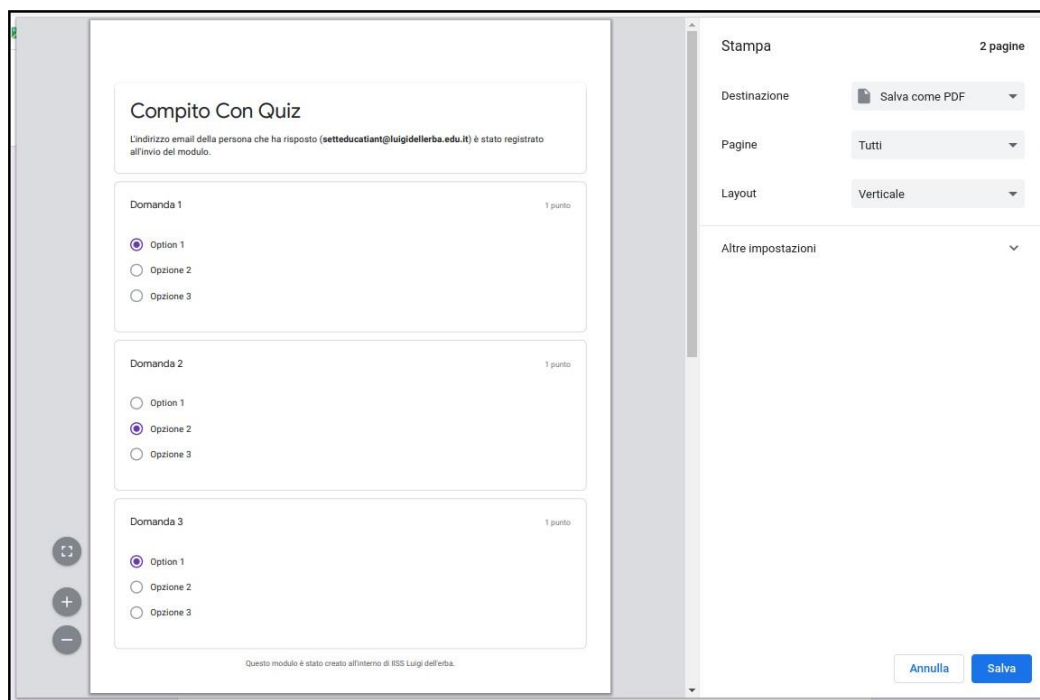 Compito Con Quiz
L'indirizzo email della persona che ha risposto (setteducatiant@luigidellerba.edu.it) è stato registrato
all'invio del modulo.
Domanda 1 1 punto
Option 1
Opzione 2
Opzione 3
Domanda 2 1 punto
Option 1
Opzione 2
Opzione 3
Domanda 3 1 punto
Option 1
Opzione 2
Opzione 3
Questo modulo è stato creato all'interno di IISS Luigi dell'erba.
Stampa 2 pagine
Destinazione Salva come PDF
Pagine Tutti
Layout Verticale
Altre impostazioni
Annulla Salva